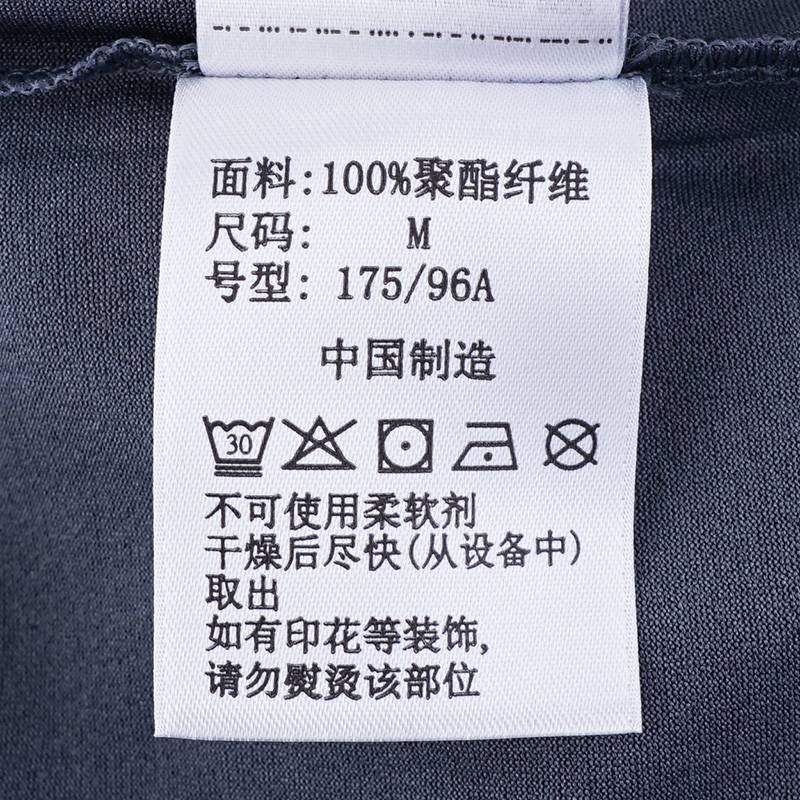 面料:100%聚酯纤维
尺码: M
号型: 175/96A
中国制造
30
不可使用柔软剂
干燥后尽快(从设备中)
取出
如有印花等装饰,
请勿熨烫该部位